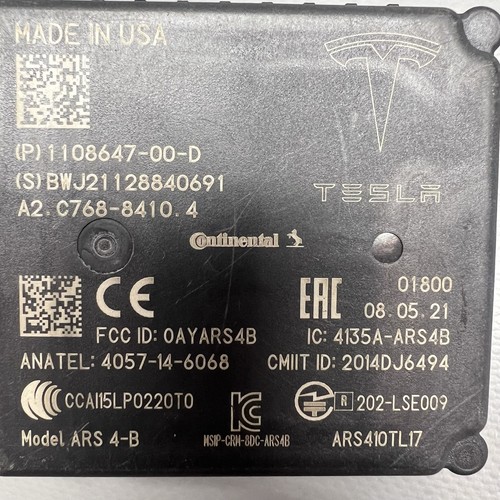 MADE IN USA
(P)1108647-00-D
(S)BWJ21128840691
A2.C768-8410.4
TESLA
Continental
CE
EAC
01800
08.05.21
FCC ID: OAYARS4B
IC: 4135A-ARS4B
ANATEL: 4057-14-6068
CMIIT ID: 2014DJ6494
CCAI15LP0220T0
R 202-LSE009
Model ARS 4-B
MSIP-CRM-8DC-ARS4B
ARS410TL17